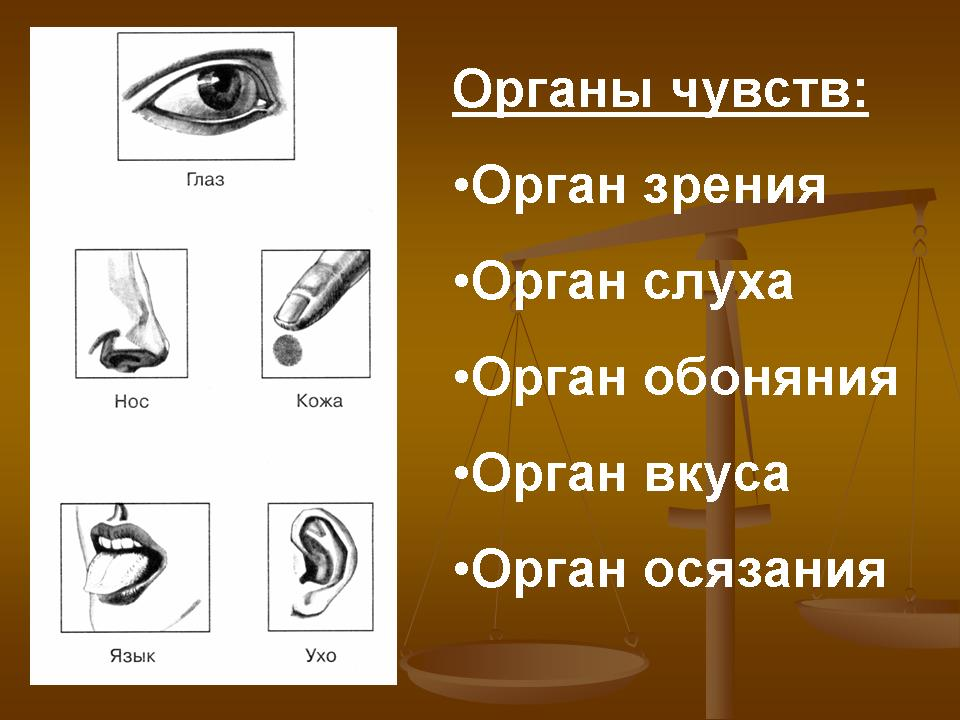 Глаз
Нос
Кожа
Язык
Ухо
Органы чувств:
•Орган зрения
•Орган слуха
•Орган обоняния
•Орган вкуса
•Орган осязания